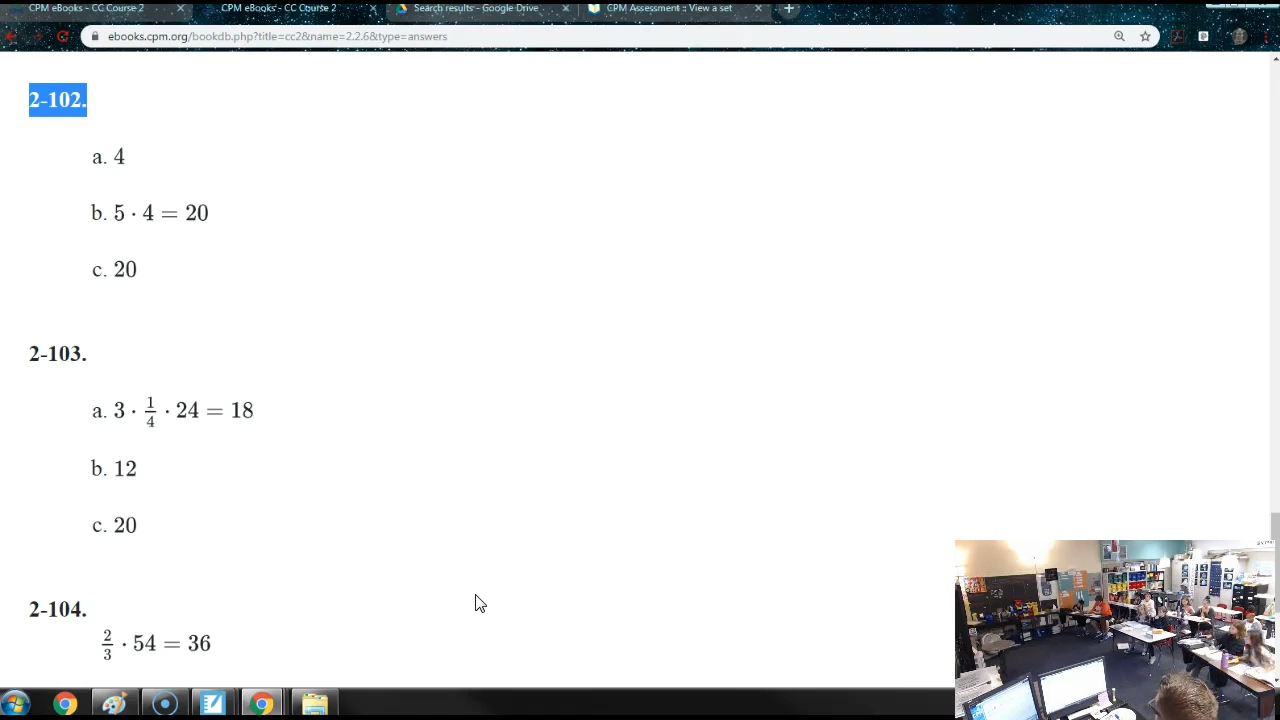 CPM eBooks - CC Course 2
CPM eBooks - CC Course 2
Search results - Google Drive
CPM Assessment :: View a set
ebooks.cpm.org/bookdb.php?title=cc2&name=2.2.6&type=answers
2-102.
a. 4
b. 5 · 4 = 20
c. 20
2-103.
a. 3 · 1/4 · 24 = 18
b. 12
c. 20
2-104.
2/3 · 54 = 36